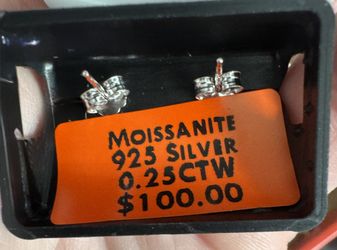 MOISSANITE
925 SILVER
0.25CTW
$100.00